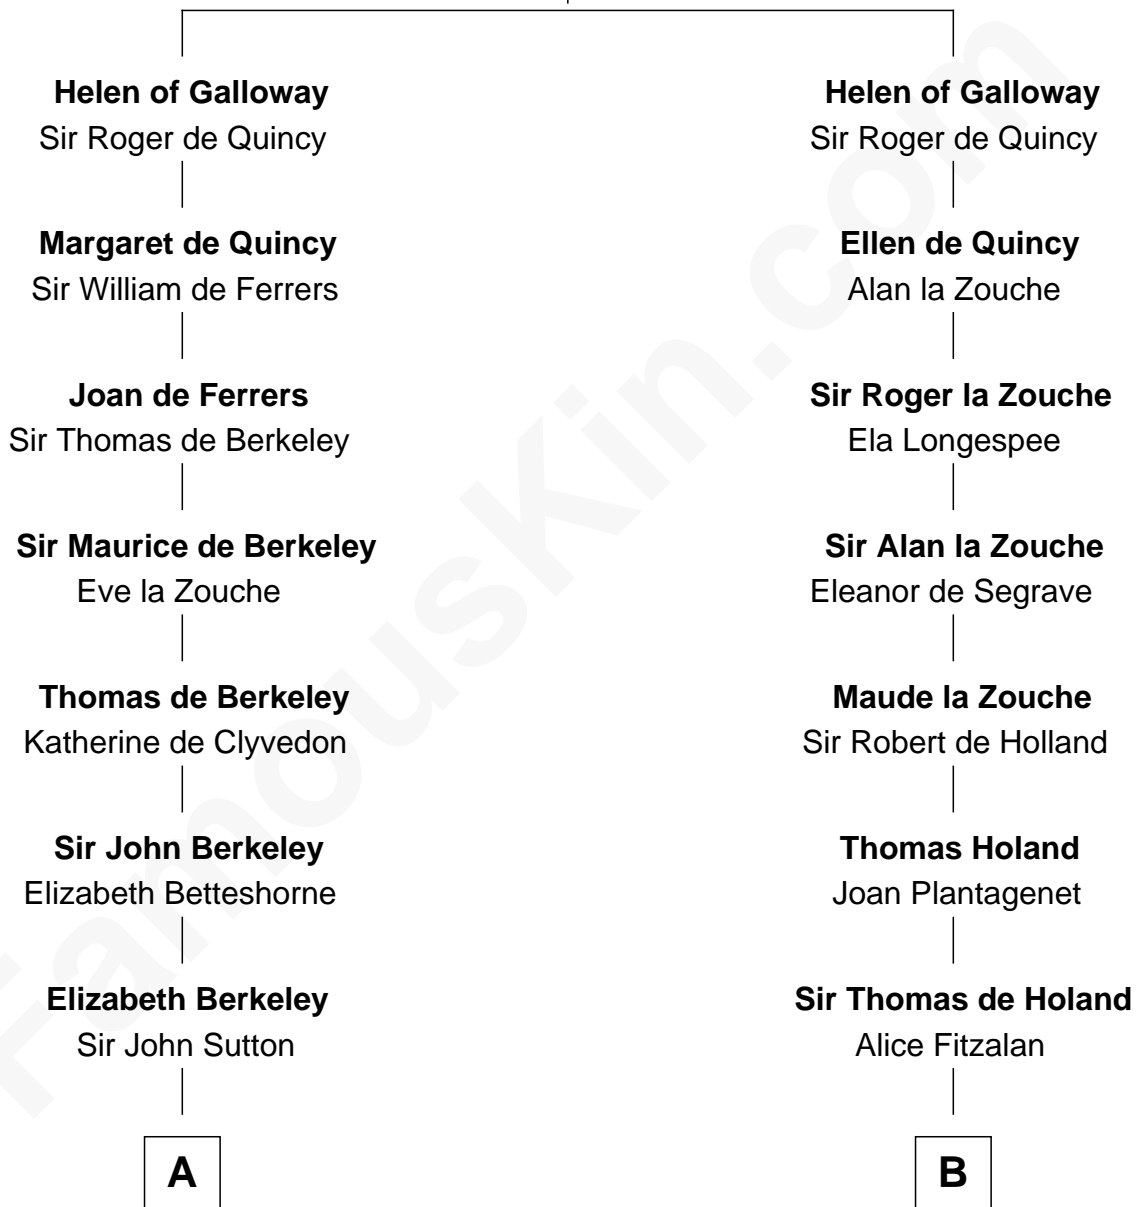 Helen of Galloway
Sir Roger de Quincy
Margaret de Quincy
Sir William de Ferrers
Joan de Ferrers
Sir Thomas de Berkeley
Sir Maurice de Berkeley
Eve la Zouche
Thomas de Berkeley
Katherine de Clyvedon
Sir John Berkeley
Elizabeth Betteshorne
Elizabeth Berkeley
Sir John Sutton
A
Helen of Galloway
Sir Roger de Quincy
Ellen de Quincy
Alan la Zouche
Sir Roger la Zouche
Ela Longespee
Sir Alan la Zouche
Eleanor de Segrave
Maude la Zouche
Sir Robert de Holland
Thomas Holand
Joan Plantagenet
Sir Thomas de Holand
Alice Fitzalan
B
FamousKin.com